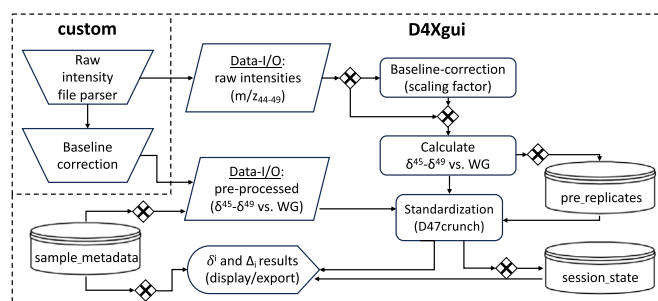 custom
D4Xgui
Raw
intensity
file parser
Data-I/O:
raw intensities
(m/z44-49)
Baseline-correction
(scaling factor)
Baseline
correction
Calculate
δ⁴⁵-δ⁴⁹ vs. WG
Data-I/O:
pre-processed
(δ⁴⁵-δ⁴⁹ vs. WG)
pre_replicates
Standardization
(D47crunch)
sample_metadata
δⁱ and Δᵢ results
(display/export)
session_state